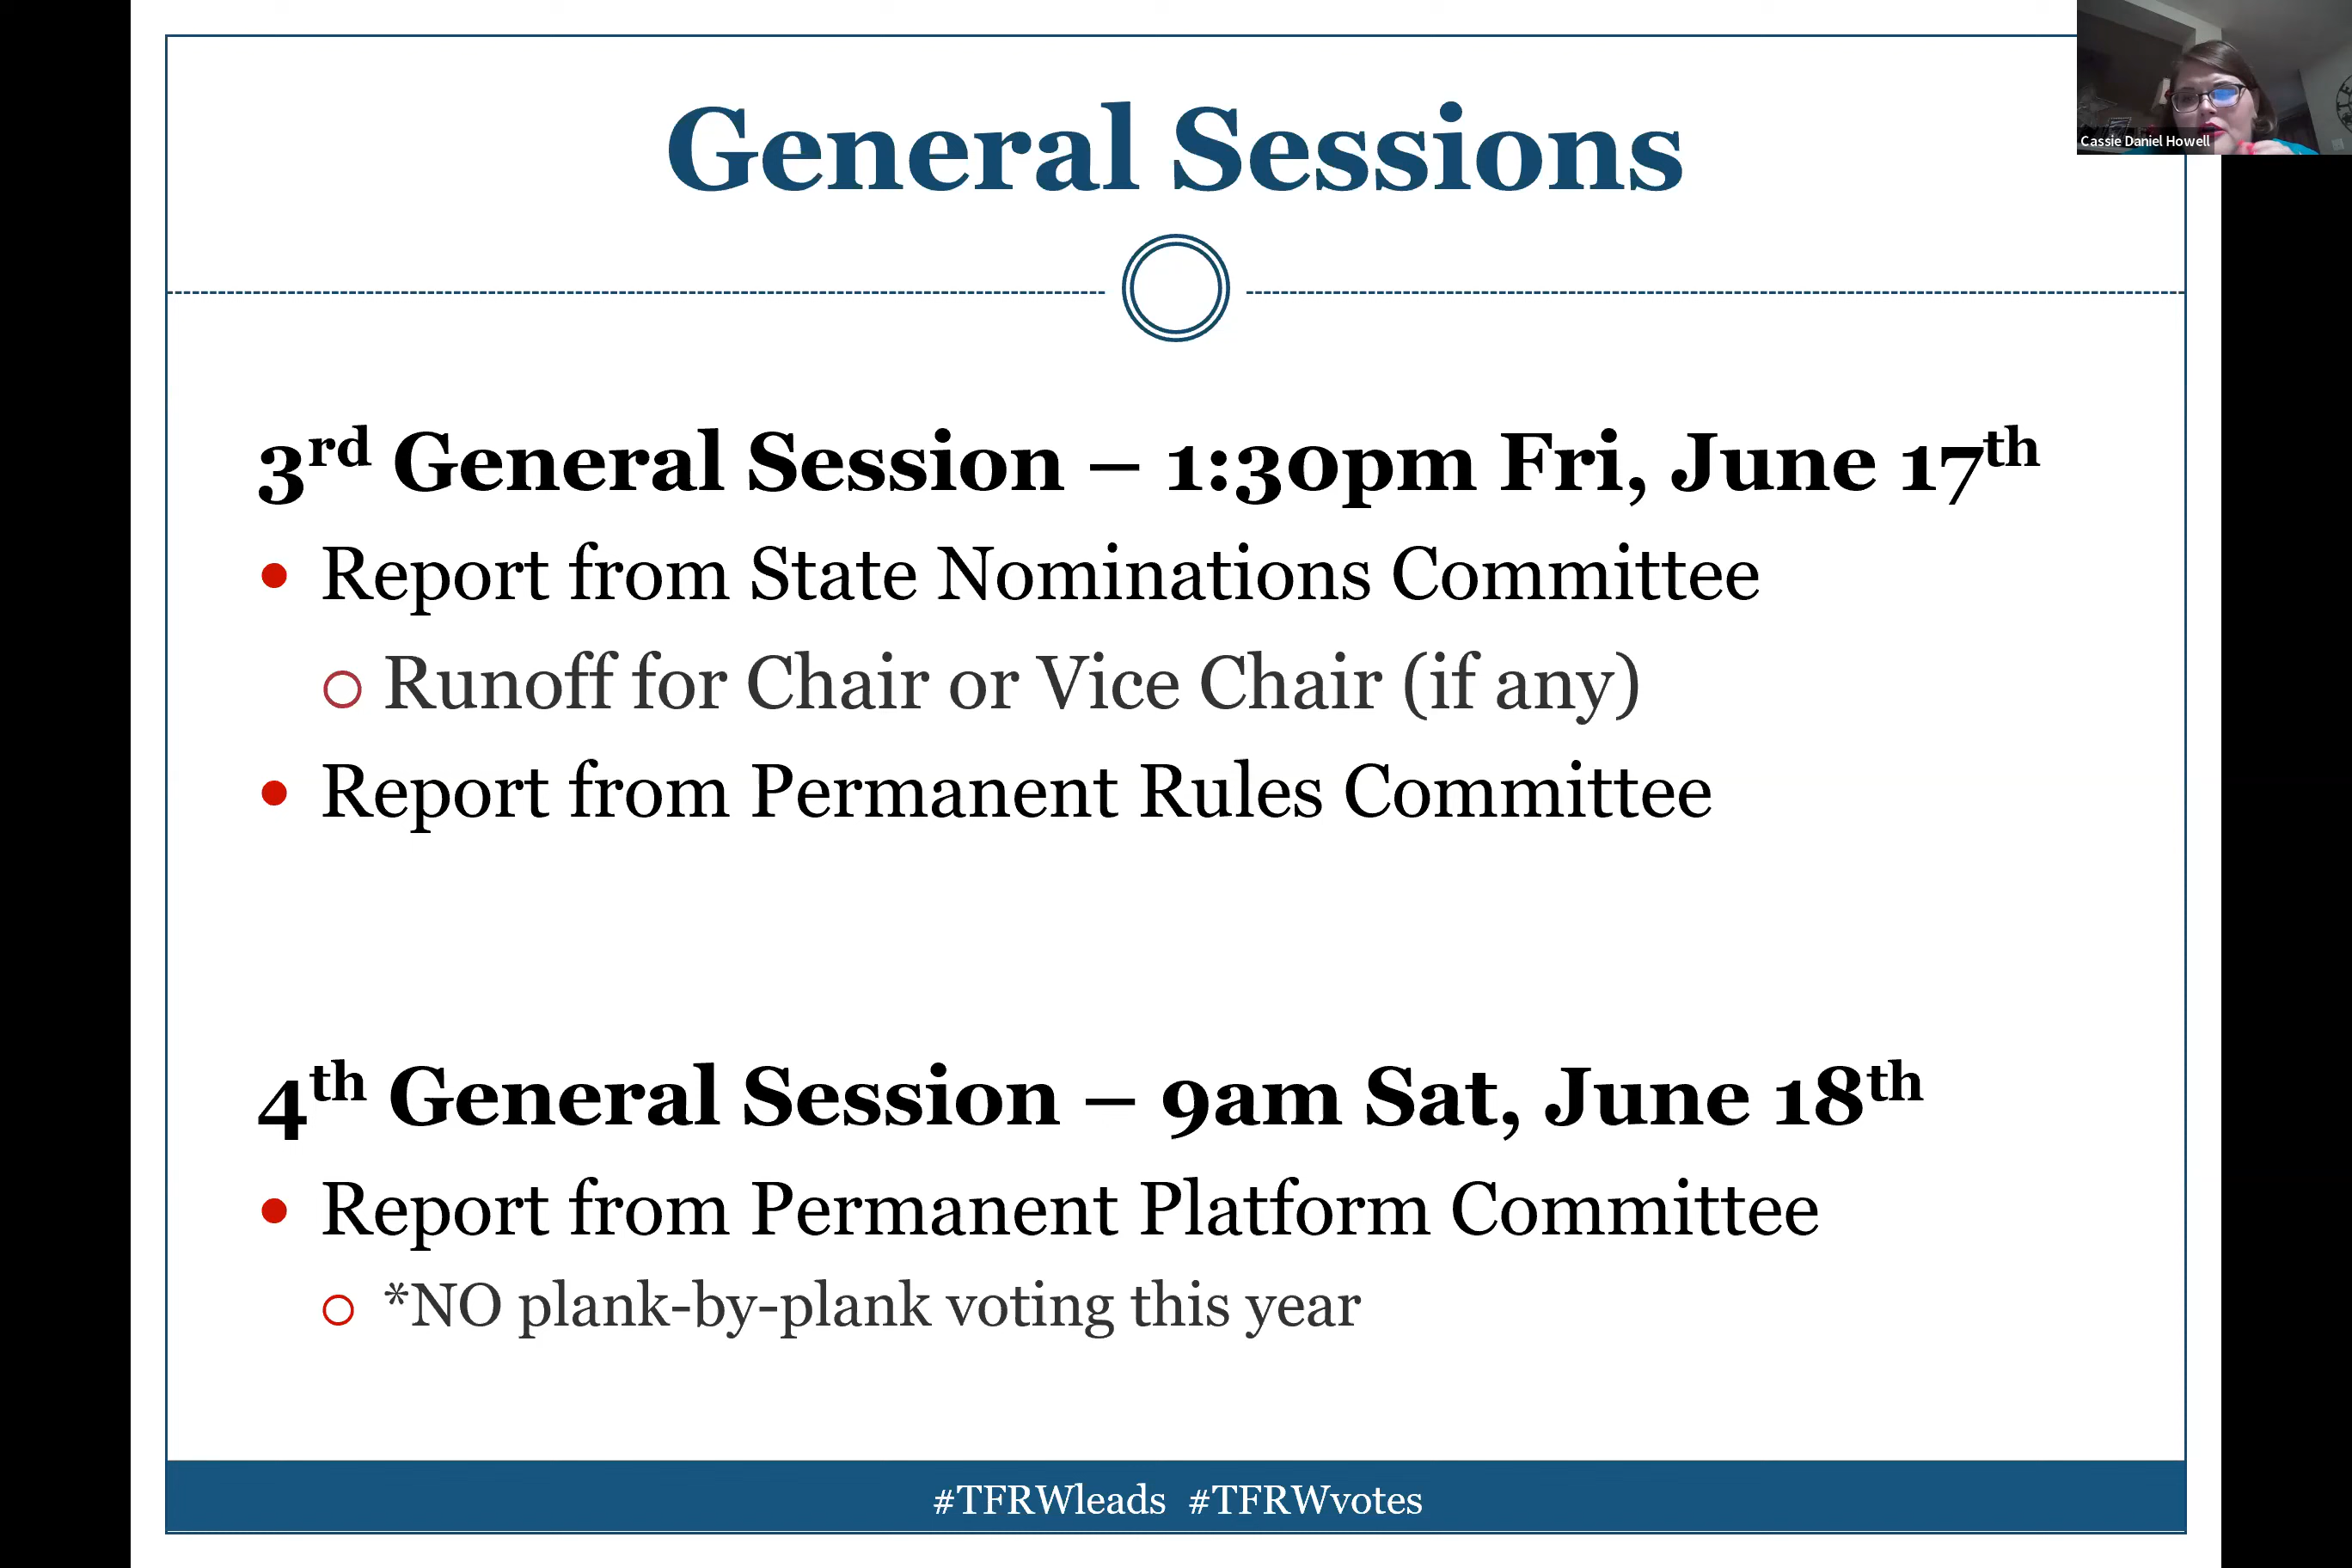 General Sessions
Cassie Daniel Howell
3rd General Session – 1:30pm Fri, June 17th
• Report from State Nominations Committee
○ Runoff for Chair or Vice Chair (if any)
• Report from Permanent Rules Committee
4th General Session – 9am Sat, June 18th
• Report from Permanent Platform Committee
○ *NO plank-by-plank voting this year
#TFRWleads #TFRWvotes